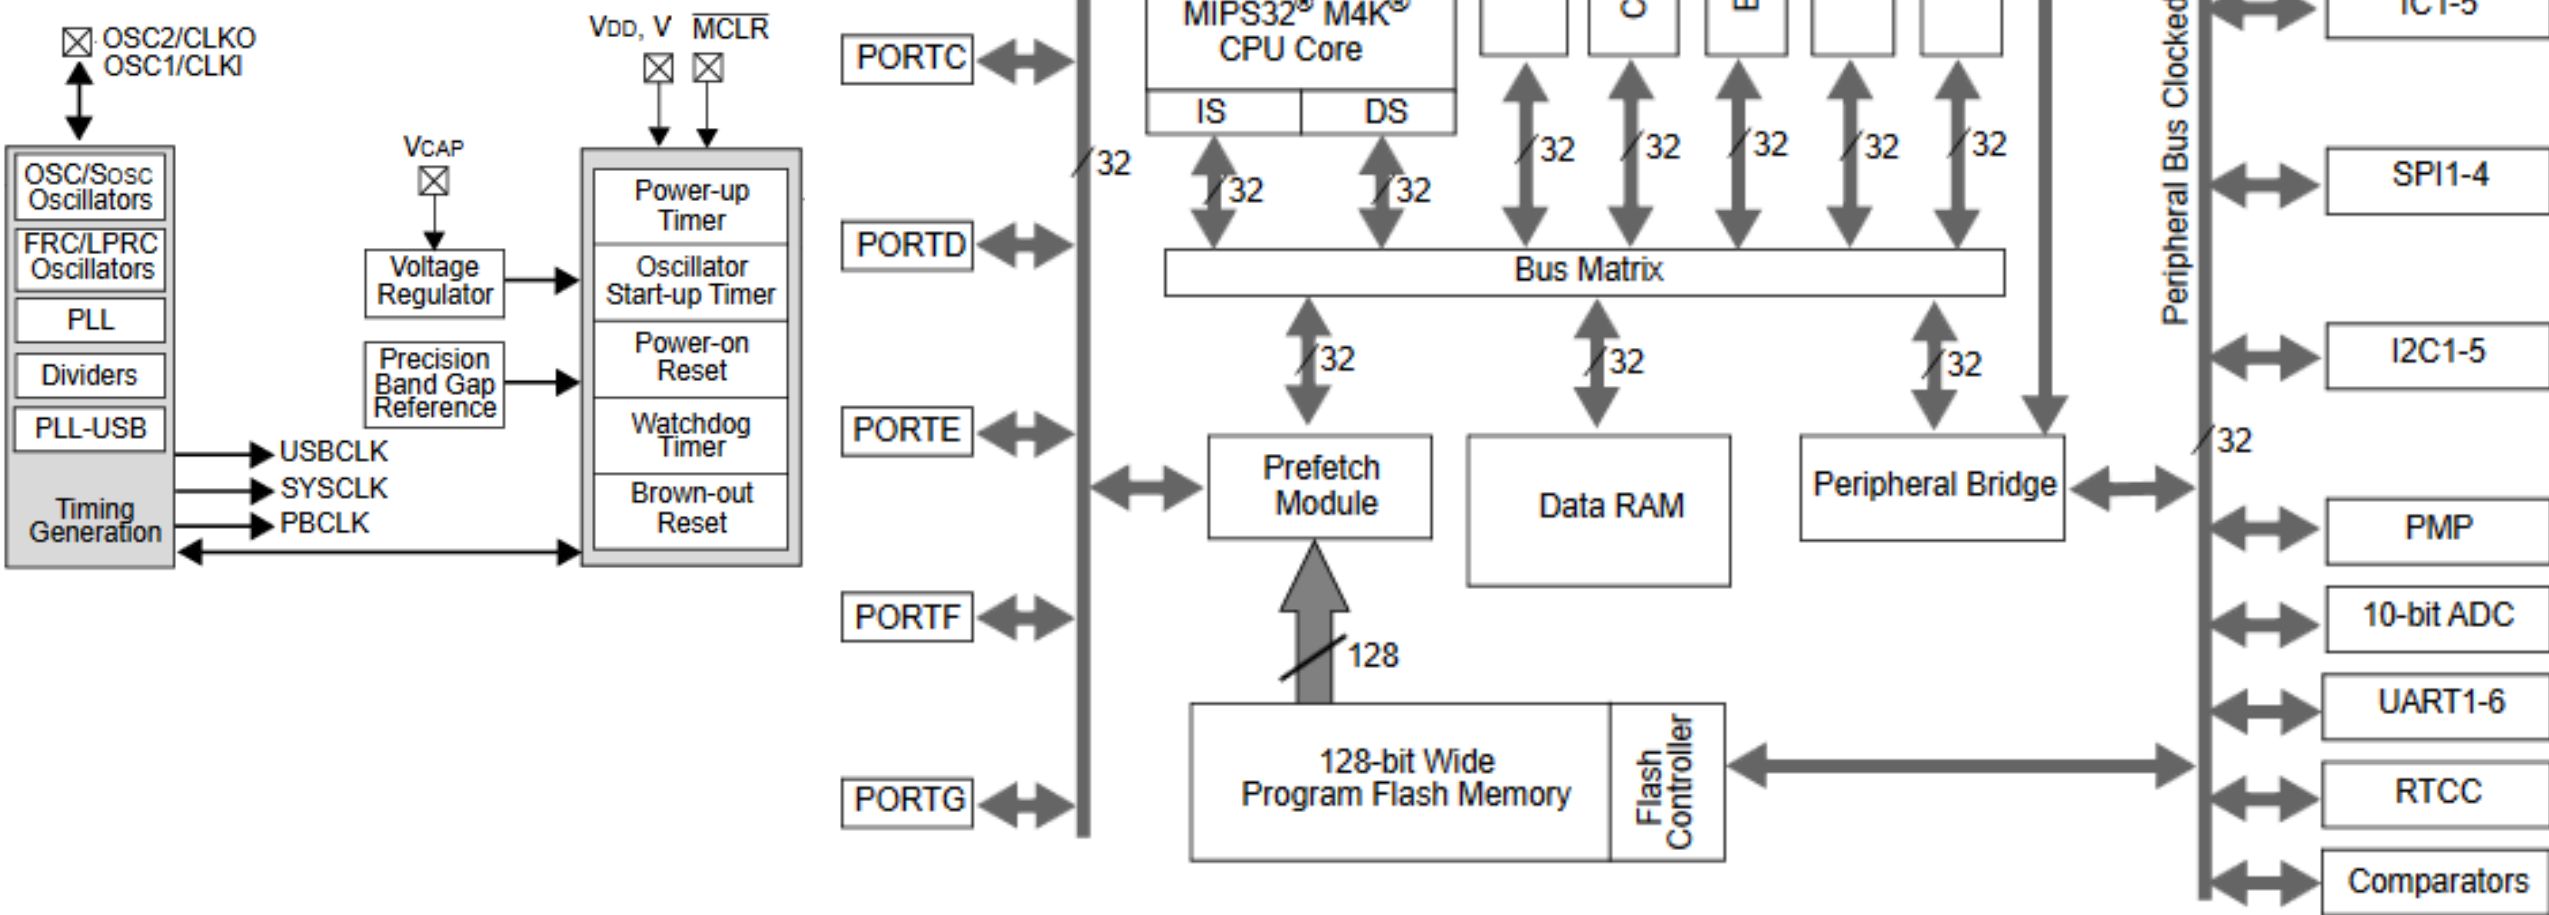 OSC2/CLKO
OSC1/CLKI
OSC/SOSC
Oscillators
FRC/LPRC
Oscillators
PLL
Dividers
PLL-USB
Timing
Generation
USBCLK
SYSCLK
PBCLK
VCAP
Voltage
Regulator
Precision
Band Gap
Reference
VDD, V
MCLR
Power-up
Timer
Oscillator
Start-up Timer
Power-on
Reset
Watchdog
Timer
Brown-out
Reset
PORTC
PORTD
PORTE
PORTF
PORTG
32
MIPS32® M4K®
CPU Core
IS
DS
32
32
C
E
32
32
32
32
32
Bus Matrix
32
32
32
Prefetch
Module
Data RAM
Peripheral Bridge
128
128-bit Wide
Program Flash Memory
Flash
Controller
Peripheral Bus Clocked
32
IC1-5
SPI1-4
I2C1-5
PMP
10-bit ADC
UART1-6
RTCC
Comparators